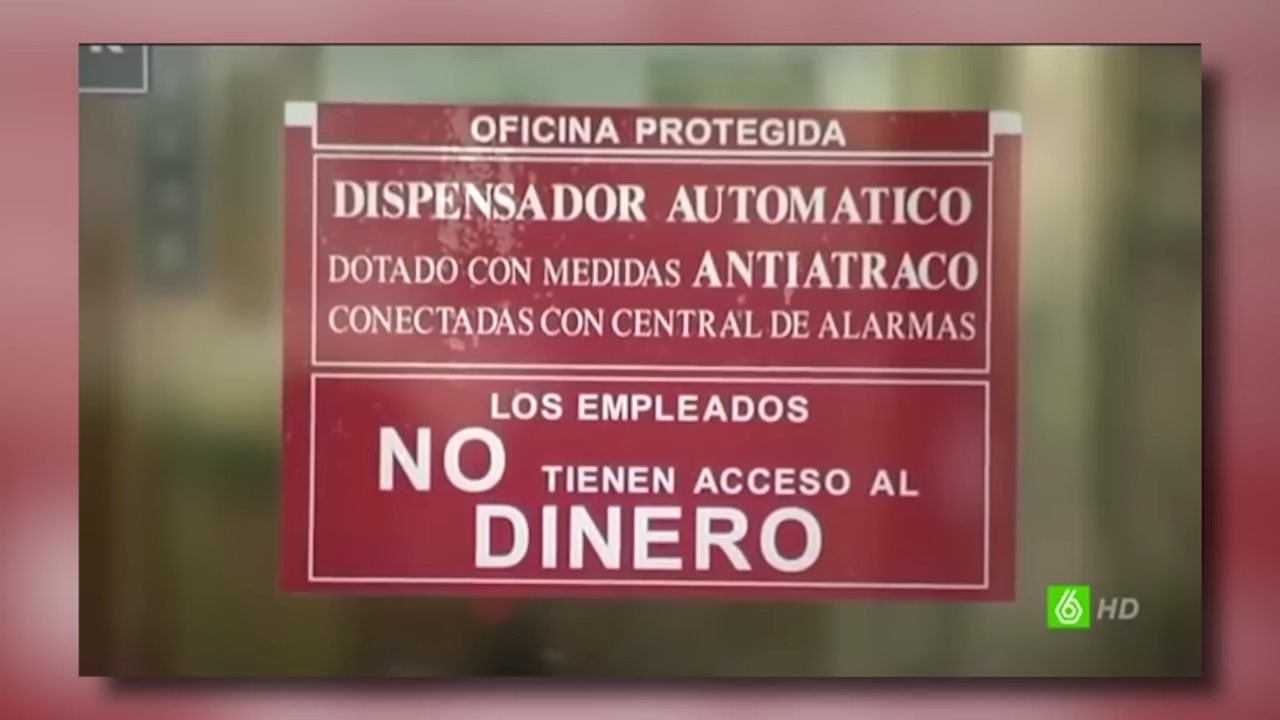 OFICINA PROTEGIDA
DISPENSADOR AUTOMATICO
DOTADO CON MEDIDAS ANTIATRACO
CONECTADAS CON CENTRAL DE ALARMAS
LOS EMPLEADOS
NO TIENEN ACCESO AL
DINERO
6 HD